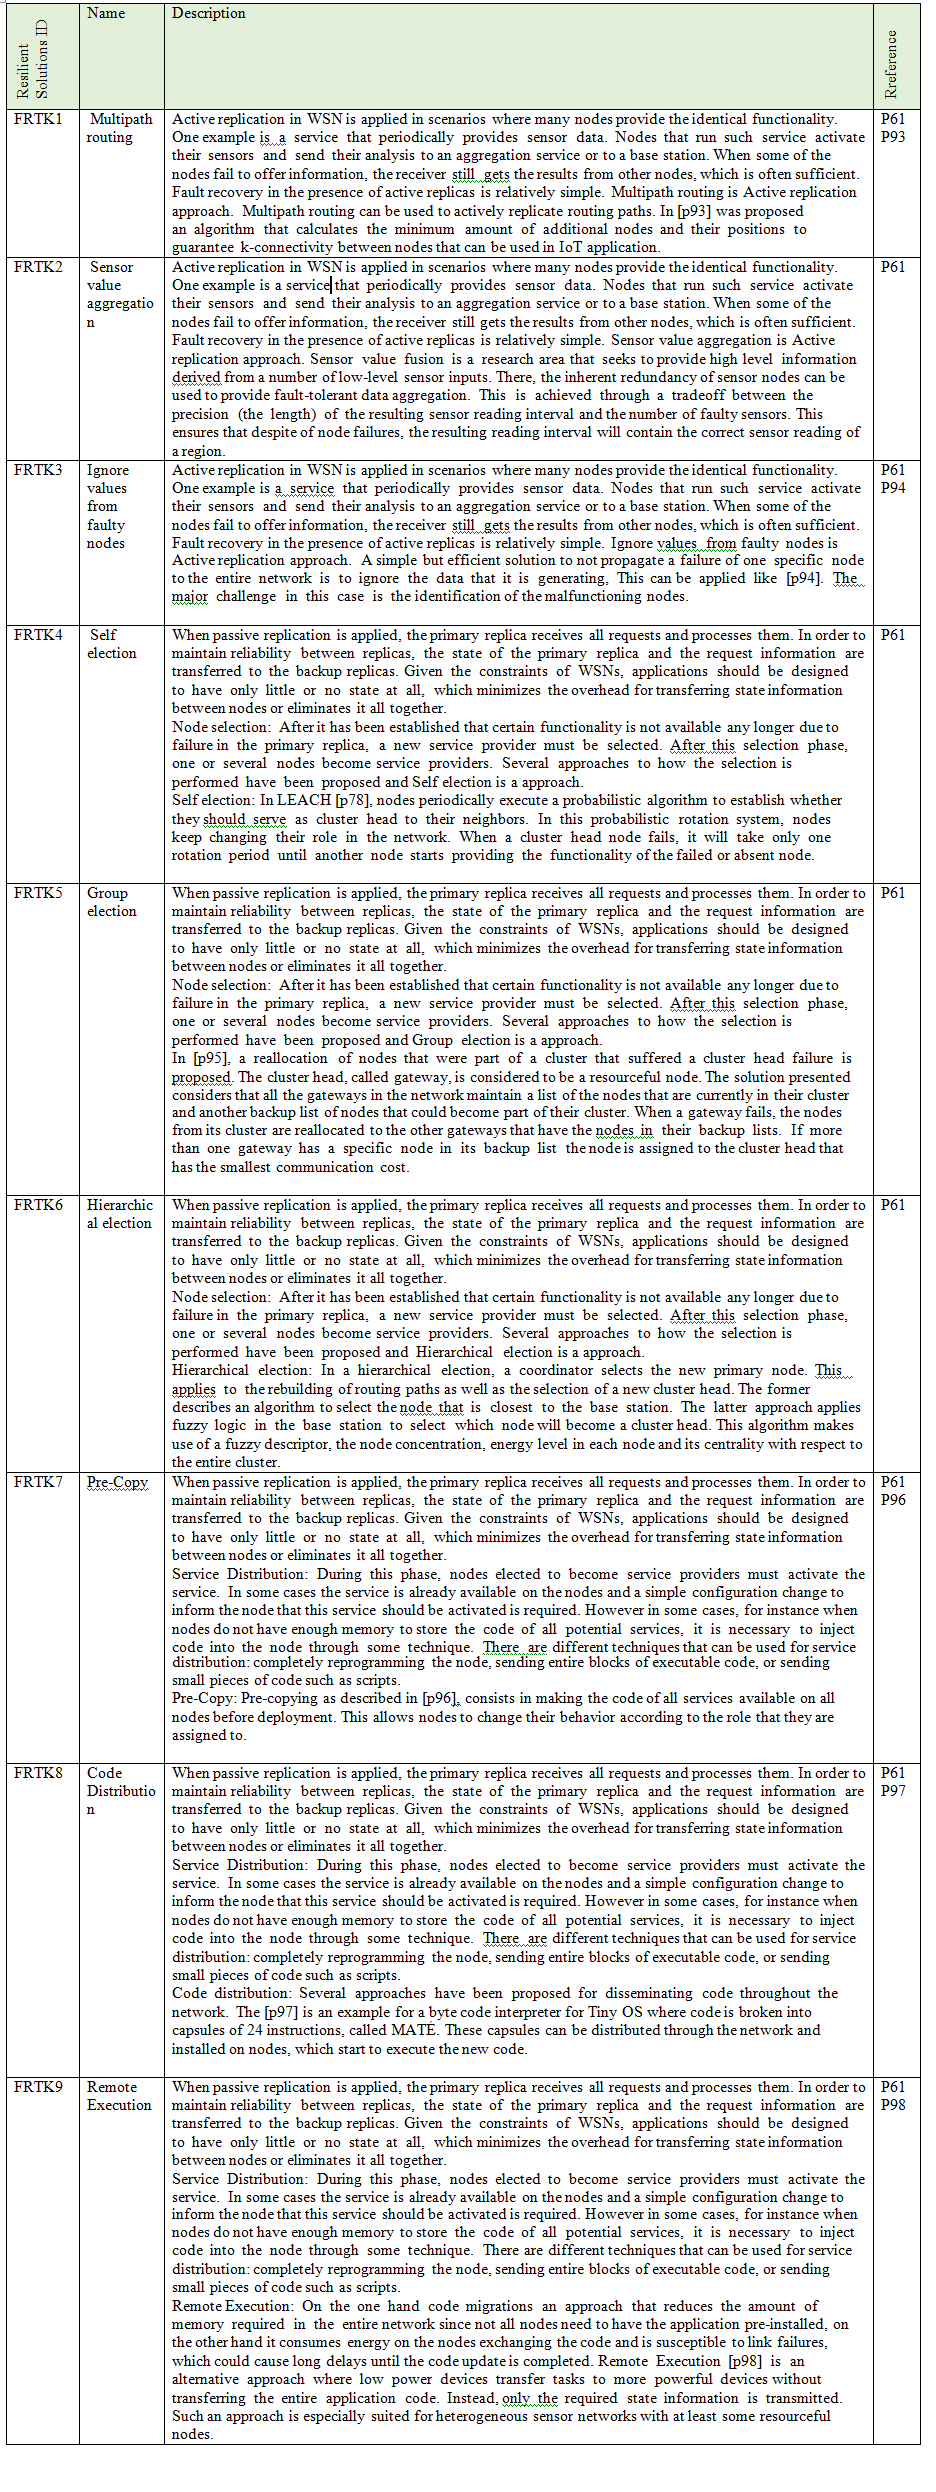 Resilient
Solutions ID
Name
Description
Rreference
FRTK1
Multipath
routing
Active replication in WSN is applied in scenarios where many nodes provide the identical functionality.
One example is a service that periodically provides sensor data. Nodes that run such service activate
their sensors and send their analysis to an aggregation service or to a base station. When some of the
nodes fail to offer information, the receiver still gets the results from other nodes, which is often sufficient.
Fault recovery in the presence of active replicas is relatively simple. Multipath routing is Active replication
approach. Multipath routing can be used to actively replicate routing paths. In [p93] was proposed
an algorithm that calculates the minimum amount of additional nodes and their positions to
guarantee k-connectivity between nodes that can be used in IoT application.
P61
P93
FRTK2
Sensor
value
aggregatio
n
Active replication in WSN is applied in scenarios where many nodes provide the identical functionality.
One example is a service that periodically provides sensor data. Nodes that run such service activate
their sensors and send their analysis to an aggregation service or to a base station. When some of the
nodes fail to offer information, the receiver still gets the results from other nodes, which is often sufficient.
Fault recovery in the presence of active replicas is relatively simple. Sensor value aggregation is Active
replication approach. Sensor value fusion is a research area that seeks to provide high level information
derived from a number of low-level sensor inputs. There, the inherent redundancy of sensor nodes can be
used to provide fault-tolerant data aggregation. This is achieved through a tradeoff between the
precision (the length) of the resulting sensor reading interval and the number of faulty sensors. This
ensures that despite of node failures, the resulting reading interval will contain the correct sensor reading of
a region.
P61
FRTK3
Ignore
values
from
faulty
nodes
Active replication in WSN is applied in scenarios where many nodes provide the identical functionality.
One example is a service that periodically provides sensor data. Nodes that run such service activate
their sensors and send their analysis to an aggregation service or to a base station. When some of the
nodes fail to offer information, the receiver still gets the results from other nodes, which is often sufficient.
Fault recovery in the presence of active replicas is relatively simple. Ignore values from faulty nodes is
Active replication approach. A simple but efficient solution to not propagate a failure of one specific node
to the entire network is to ignore the data that it is generating, This can be applied like [p94]. The
major challenge in this case is the identification of the malfunctioning nodes.
P61
P94
FRTK4
Self
election
When passive replication is applied, the primary replica receives all requests and processes them. In order to
maintain reliability between replicas, the state of the primary replica and the request information are
transferred to the backup replicas. Given the constraints of WSNs, applications should be designed
to have only little or no state at all, which minimizes the overhead for transferring state information
between nodes or eliminates it all together.
Node selection: After it has been established that certain functionality is not available any longer due to
failure in the primary replica, a new service provider must be selected. After this selection phase,
one or several nodes become service providers. Several approaches to how the selection is
performed have been proposed and Self election is a approach.
Self election: In LEACH [p78], nodes periodically execute a probabilistic algorithm to establish whether
they should serve as cluster head to their neighbors. In this probabilistic rotation system, nodes
keep changing their role in the network. When a cluster head node fails, it will take only one
rotation period until another node starts providing the functionality of the failed or absent node.
P61
FRTK5
Group
election
When passive replication is applied, the primary replica receives all requests and processes them. In order to
maintain reliability between replicas, the state of the primary replica and the request information are
transferred to the backup replicas. Given the constraints of WSNs, applications should be designed
to have only little or no state at all, which minimizes the overhead for transferring state information
between nodes or eliminates it all together.
Node selection: After it has been established that certain functionality is not available any longer due to
failure in the primary replica, a new service provider must be selected. After this selection phase,
one or several nodes become service providers. Several approaches to how the selection is
performed have been proposed and Group election is a approach.
In [p95], a reallocation of nodes that were part of a cluster that suffered a cluster head failure is
proposed. The cluster head, called gateway, is considered to be a resourceful node. The solution presented
considers that all the gateways in the network maintain a list of the nodes that are currently in their cluster
and another backup list of nodes that could become part of their cluster. When a gateway fails, the nodes
from its cluster are reallocated to the other gateways that have the nodes in their backup lists. If more
than one gateway has a specific node in its backup list the node is assigned to the cluster head that
has the smallest communication cost.
P61
FRTK6
Hierarchic
al election
When passive replication is applied, the primary replica receives all requests and processes them. In order to
maintain reliability between replicas, the state of the primary replica and the request information are
transferred to the backup replicas. Given the constraints of WSNs, applications should be designed
to have only little or no state at all, which minimizes the overhead for transferring state information
between nodes or eliminates it all together.
Node selection: After it has been established that certain functionality is not available any longer due to
failure in the primary replica, a new service provider must be selected. After this selection phase,
one or several nodes become service providers. Several approaches to how the selection is
performed have been proposed and Hierarchical election is a approach.
Hierarchical election: In a hierarchical election, a coordinator selects the new primary node. This
applies to the rebuilding of routing paths as well as the selection of a new cluster head. The former
describes an algorithm to select the node that is closest to the base station. The latter approach applies
fuzzy logic in the base station to select which node will become a cluster head. This algorithm makes
use of a fuzzy descriptor, the node concentration, energy level in each node and its centrality with respect to
the entire cluster.
P61
FRTK7
Pre-Copy
When passive replication is applied, the primary replica receives all requests and processes them. In order to
maintain reliability between replicas, the state of the primary replica and the request information are
transferred to the backup replicas. Given the constraints of WSNs, applications should be designed
to have only little or no state at all, which minimizes the overhead for transferring state information
between nodes or eliminates it all together.
Service Distribution: During this phase, nodes elected to become service providers must activate the
service. In some cases the service is already available on the nodes and a simple configuration change to
inform the node that this service should be activated is required. However in some cases, for instance when
nodes do not have enough memory to store the code of all potential services, it is necessary to inject
code into the node through some technique. There are different techniques that can be used for service
distribution: completely reprogramming the node, sending entire blocks of executable code, or sending
small pieces of code such as scripts.
Pre-Copy: Pre-copying as described in [p96], consists in making the code of all services available on all
nodes before deployment. This allows nodes to change their behavior according to the role that they are
assigned to.
P61
P96
FRTK8
Code
Distributio
n
When passive replication is applied, the primary replica receives all requests and processes them. In order to
maintain reliability between replicas, the state of the primary replica and the request information are
transferred to the backup replicas. Given the constraints of WSNs, applications should be designed
to have only little or no state at all, which minimizes the overhead for transferring state information
between nodes or eliminates it all together.
Service Distribution: During this phase, nodes elected to become service providers must activate the
service. In some cases the service is already available on the nodes and a simple configuration change to
inform the node that this service should be activated is required. However in some cases, for instance when
nodes do not have enough memory to store the code of all potential services, it is necessary to inject
code into the node through some technique. There are different techniques that can be used for service
distribution: completely reprogramming the node, sending entire blocks of executable code, or sending
small pieces of code such as scripts.
Code distribution: Several approaches have been proposed for disseminating code throughout the
network. The [p97] is an example for a byte code interpreter for Tiny OS where code is broken into
capsules of 24 instructions, called MATÉ. These capsules can be distributed through the network and
installed on nodes, which start to execute the new code.
P61
P97
FRTK9
Remote
Execution
When passive replication is applied, the primary replica receives all requests and processes them. In order to
maintain reliability between replicas, the state of the primary replica and the request information are
transferred to the backup replicas. Given the constraints of WSNs, applications should be designed
to have only little or no state at all, which minimizes the overhead for transferring state information
between nodes or eliminates it all together.
Service Distribution: During this phase, nodes elected to become service providers must activate the
service. In some cases the service is already available on the nodes and a simple configuration change to
inform the node that this service should be activated is required. However in some cases, for instance when
nodes do not have enough memory to store the code of all potential services, it is necessary to inject
code into the node through some technique. There are different techniques that can be used for service
distribution: completely reprogramming the node, sending entire blocks of executable code, or sending
small pieces of code such as scripts.
Remote Execution: On the one hand code migrations an approach that reduces the amount of
memory required in the entire network since not all nodes need to have the application pre-installed, on
the other hand it consumes energy on the nodes exchanging the code and is susceptible to link failures,
which could cause long delays until the code update is completed. Remote Execution [p98] is an
alternative approach where low power devices transfer tasks to more powerful devices without
transferring the entire application code. Instead, only the required state information is transmitted.
Such an approach is especially suited for heterogeneous sensor networks with at least some resourceful
nodes.
P61
P98